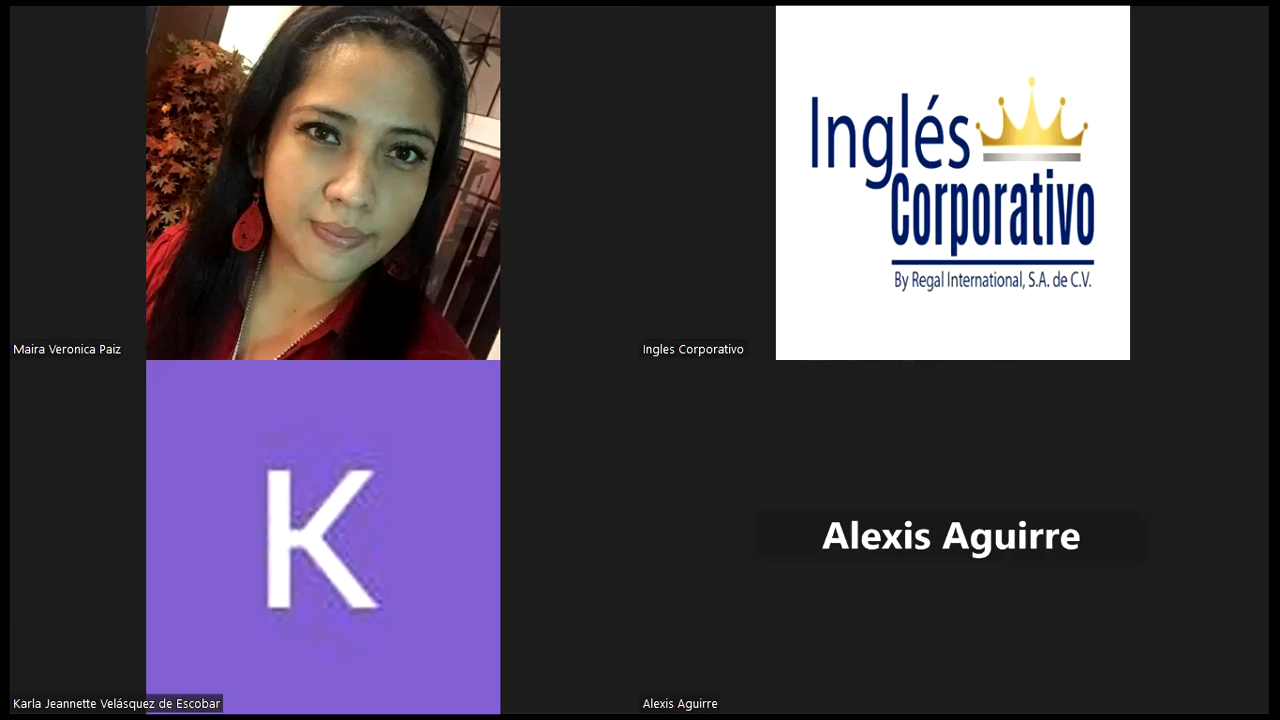 Maira Veronica Paiz
Inglés
Corporativo
By Regal International, S.A. de C.V.
Ingles Corporativo
K
Alexis Aguirre
Karla Jeannette Velásquez de Escobar
Alexis Aguirre